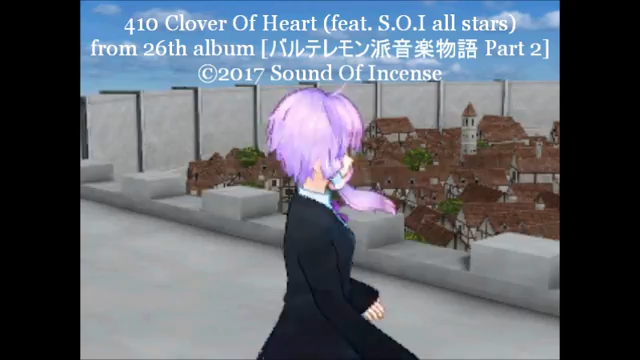 410 Clover Of Heart (feat. S.O.I all stars)
from 26th album [バルテレモン派音楽物語 Part 2]
©2017 Sound Of Incense